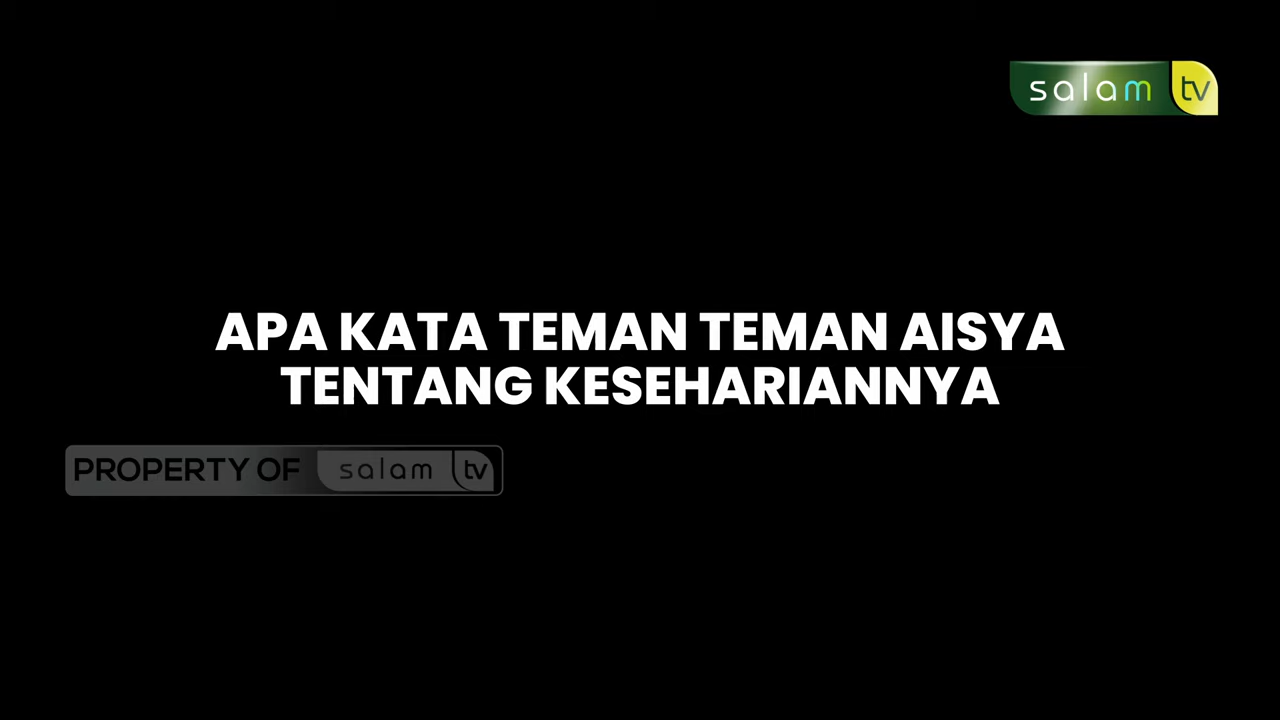 salam tv
APA KATA TEMAN TEMAN AISYA
TENTANG KESEHARIANNYA
PROPERTY OF salam tv